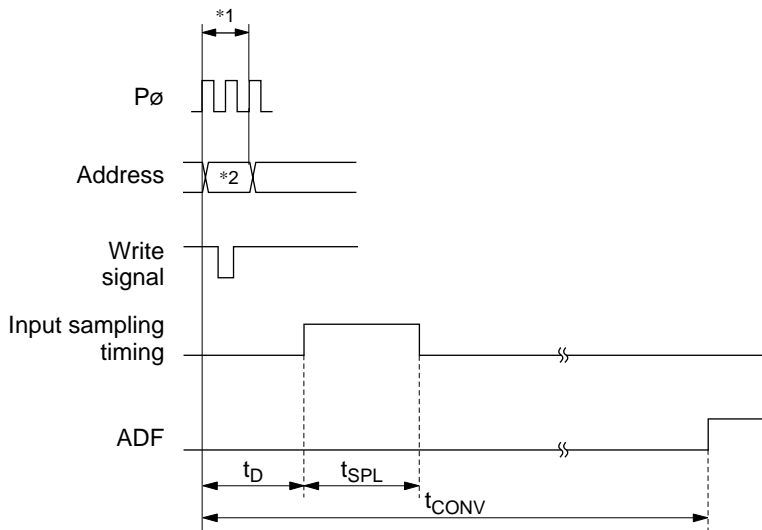 *1
Pø
Address
*2
Write
signal
Input sampling
timing
ADF
tD
tSPL
tCONV